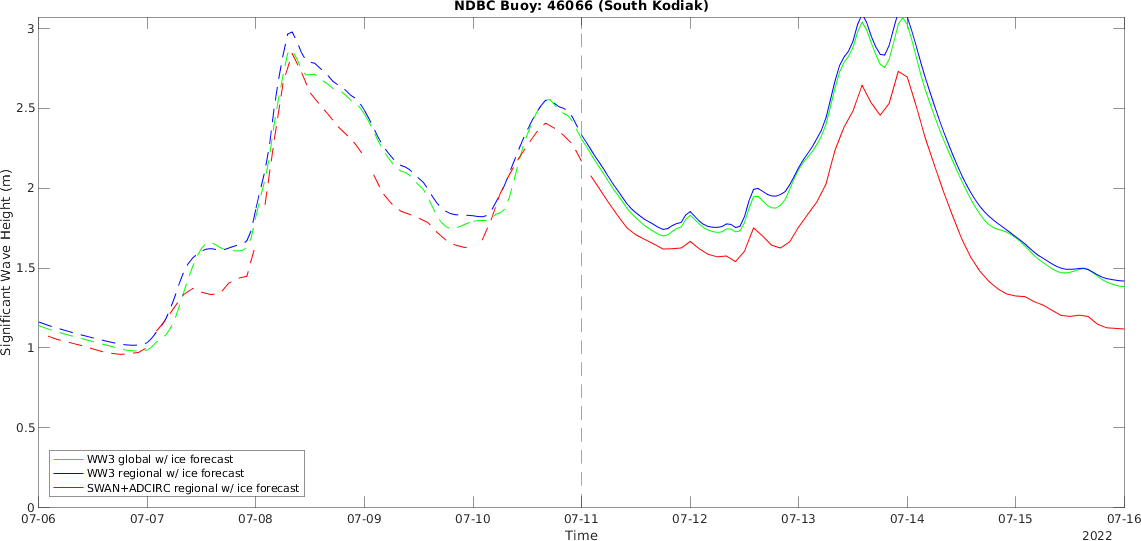 NDBC Buoy: 46066 (South Kodiak)
3
2.5
2
1.5
1
0.5
0
Significant Wave Height (m)
WW3 global w/ ice forecast
WW3 regional w/ ice forecast
SWAN+ADCIRC regional w/ ice forecast
07-06 07-07 07-08 07-09 07-10 07-11 07-12 07-13 07-14 07-15 07-16
Time
2022